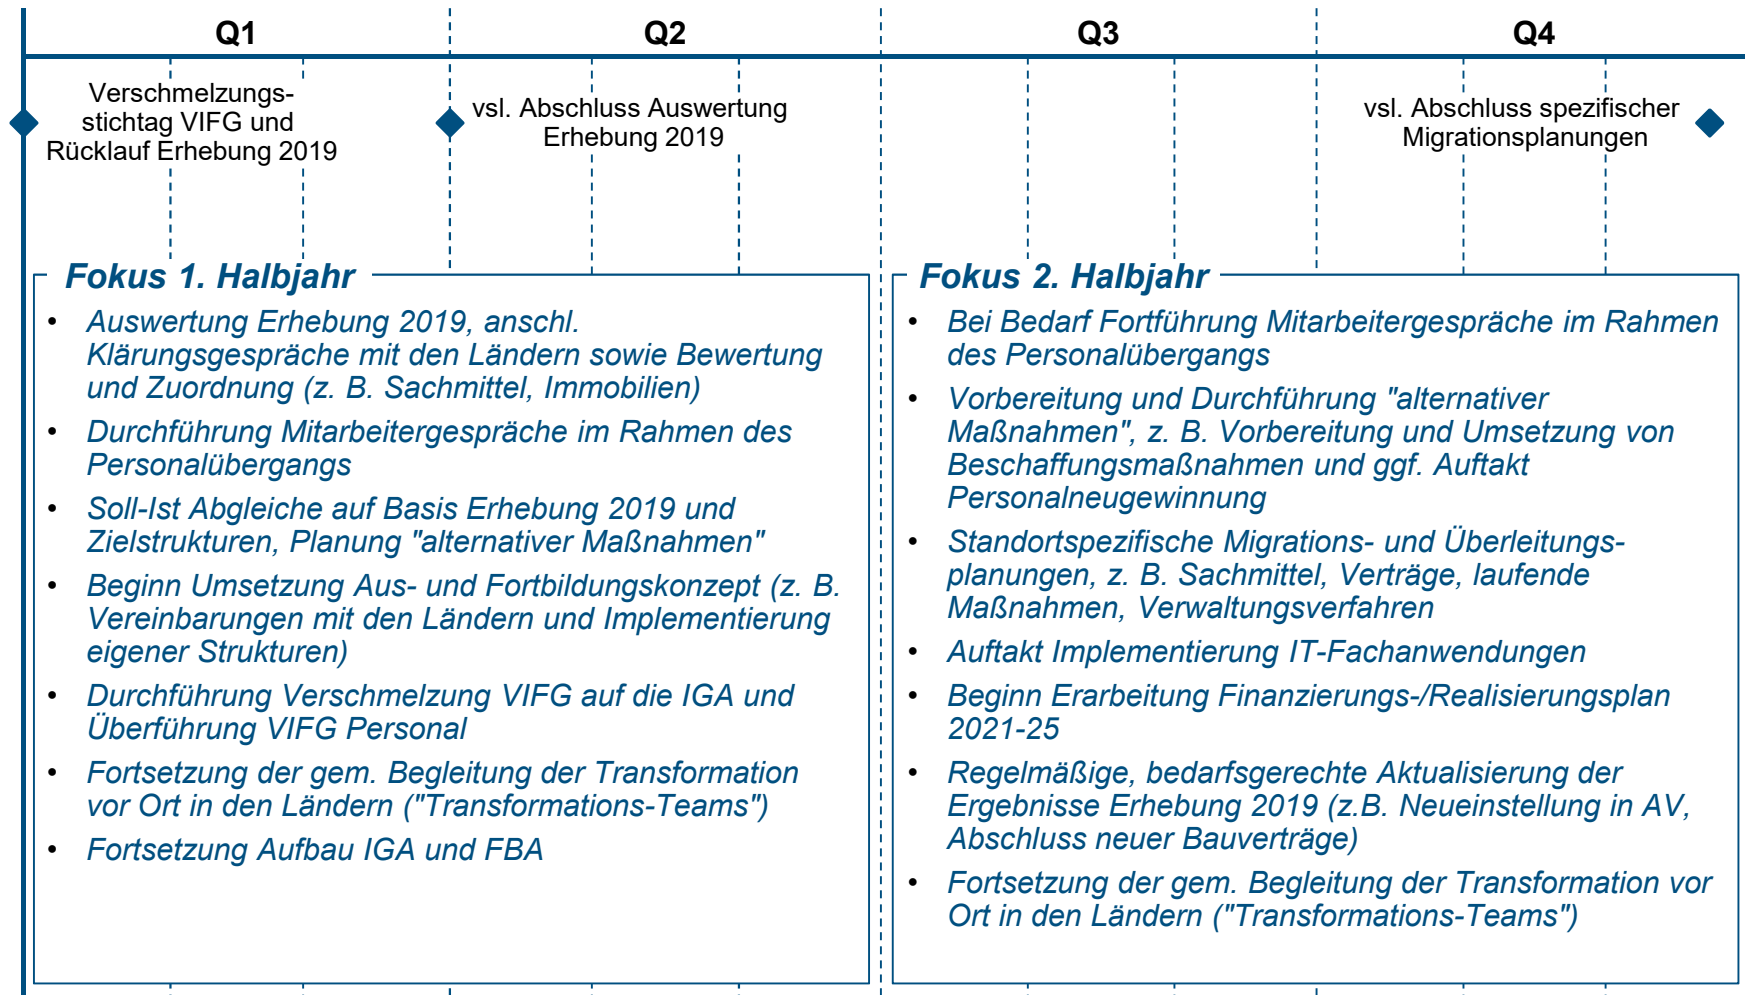 Q1
Q2
Q3
Q4
Verschmelzungs-
stichtag VIFG und
Rücklauf Erhebung 2019
vsl. Abschluss Auswertung
Erhebung 2019
vsl. Abschluss spezifischer
Migrationsplanungen
Fokus 1. Halbjahr
• Auswertung Erhebung 2019, anschl.
Klärungsgespräche mit den Ländern sowie Bewertung
und Zuordnung (z. B. Sachmittel, Immobilien)
• Durchführung Mitarbeitergespräche im Rahmen des
Personalübergangs
• Soll-Ist Abgleiche auf Basis Erhebung 2019 und
Zielstrukturen, Planung "alternativer Maßnahmen"
• Beginn Umsetzung Aus- und Fortbildungskonzept (z. B.
Vereinbarungen mit den Ländern und Implementierung
eigener Strukturen)
• Durchführung Verschmelzung VIFG auf die IGA und
Überführung VIFG Personal
• Fortsetzung der gem. Begleitung der Transformation
vor Ort in den Ländern ("Transformations-Teams")
• Fortsetzung Aufbau IGA und FBA
Fokus 2. Halbjahr
• Bei Bedarf Fortführung Mitarbeitergespräche im Rahmen
des Personalübergangs
• Vorbereitung und Durchführung "alternativer
Maßnahmen", z. B. Vorbereitung und Umsetzung von
Beschaffungsmaßnahmen und ggf. Auftakt
Personalneugewinnung
• Standortspezifische Migrations- und Überleitungs-
planungen, z. B. Sachmittel, Verträge, laufende
Maßnahmen, Verwaltungsverfahren
• Auftakt Implementierung IT-Fachanwendungen
• Beginn Erarbeitung Finanzierungs-/Realisierungsplan
2021-25
• Regelmäßige, bedarfsgerechte Aktualisierung der
Ergebnisse Erhebung 2019 (z.B. Neueinstellung in AV,
Abschluss neuer Bauverträge)
• Fortsetzung der gem. Begleitung der Transformation vor
Ort in den Ländern ("Transformations-Teams")